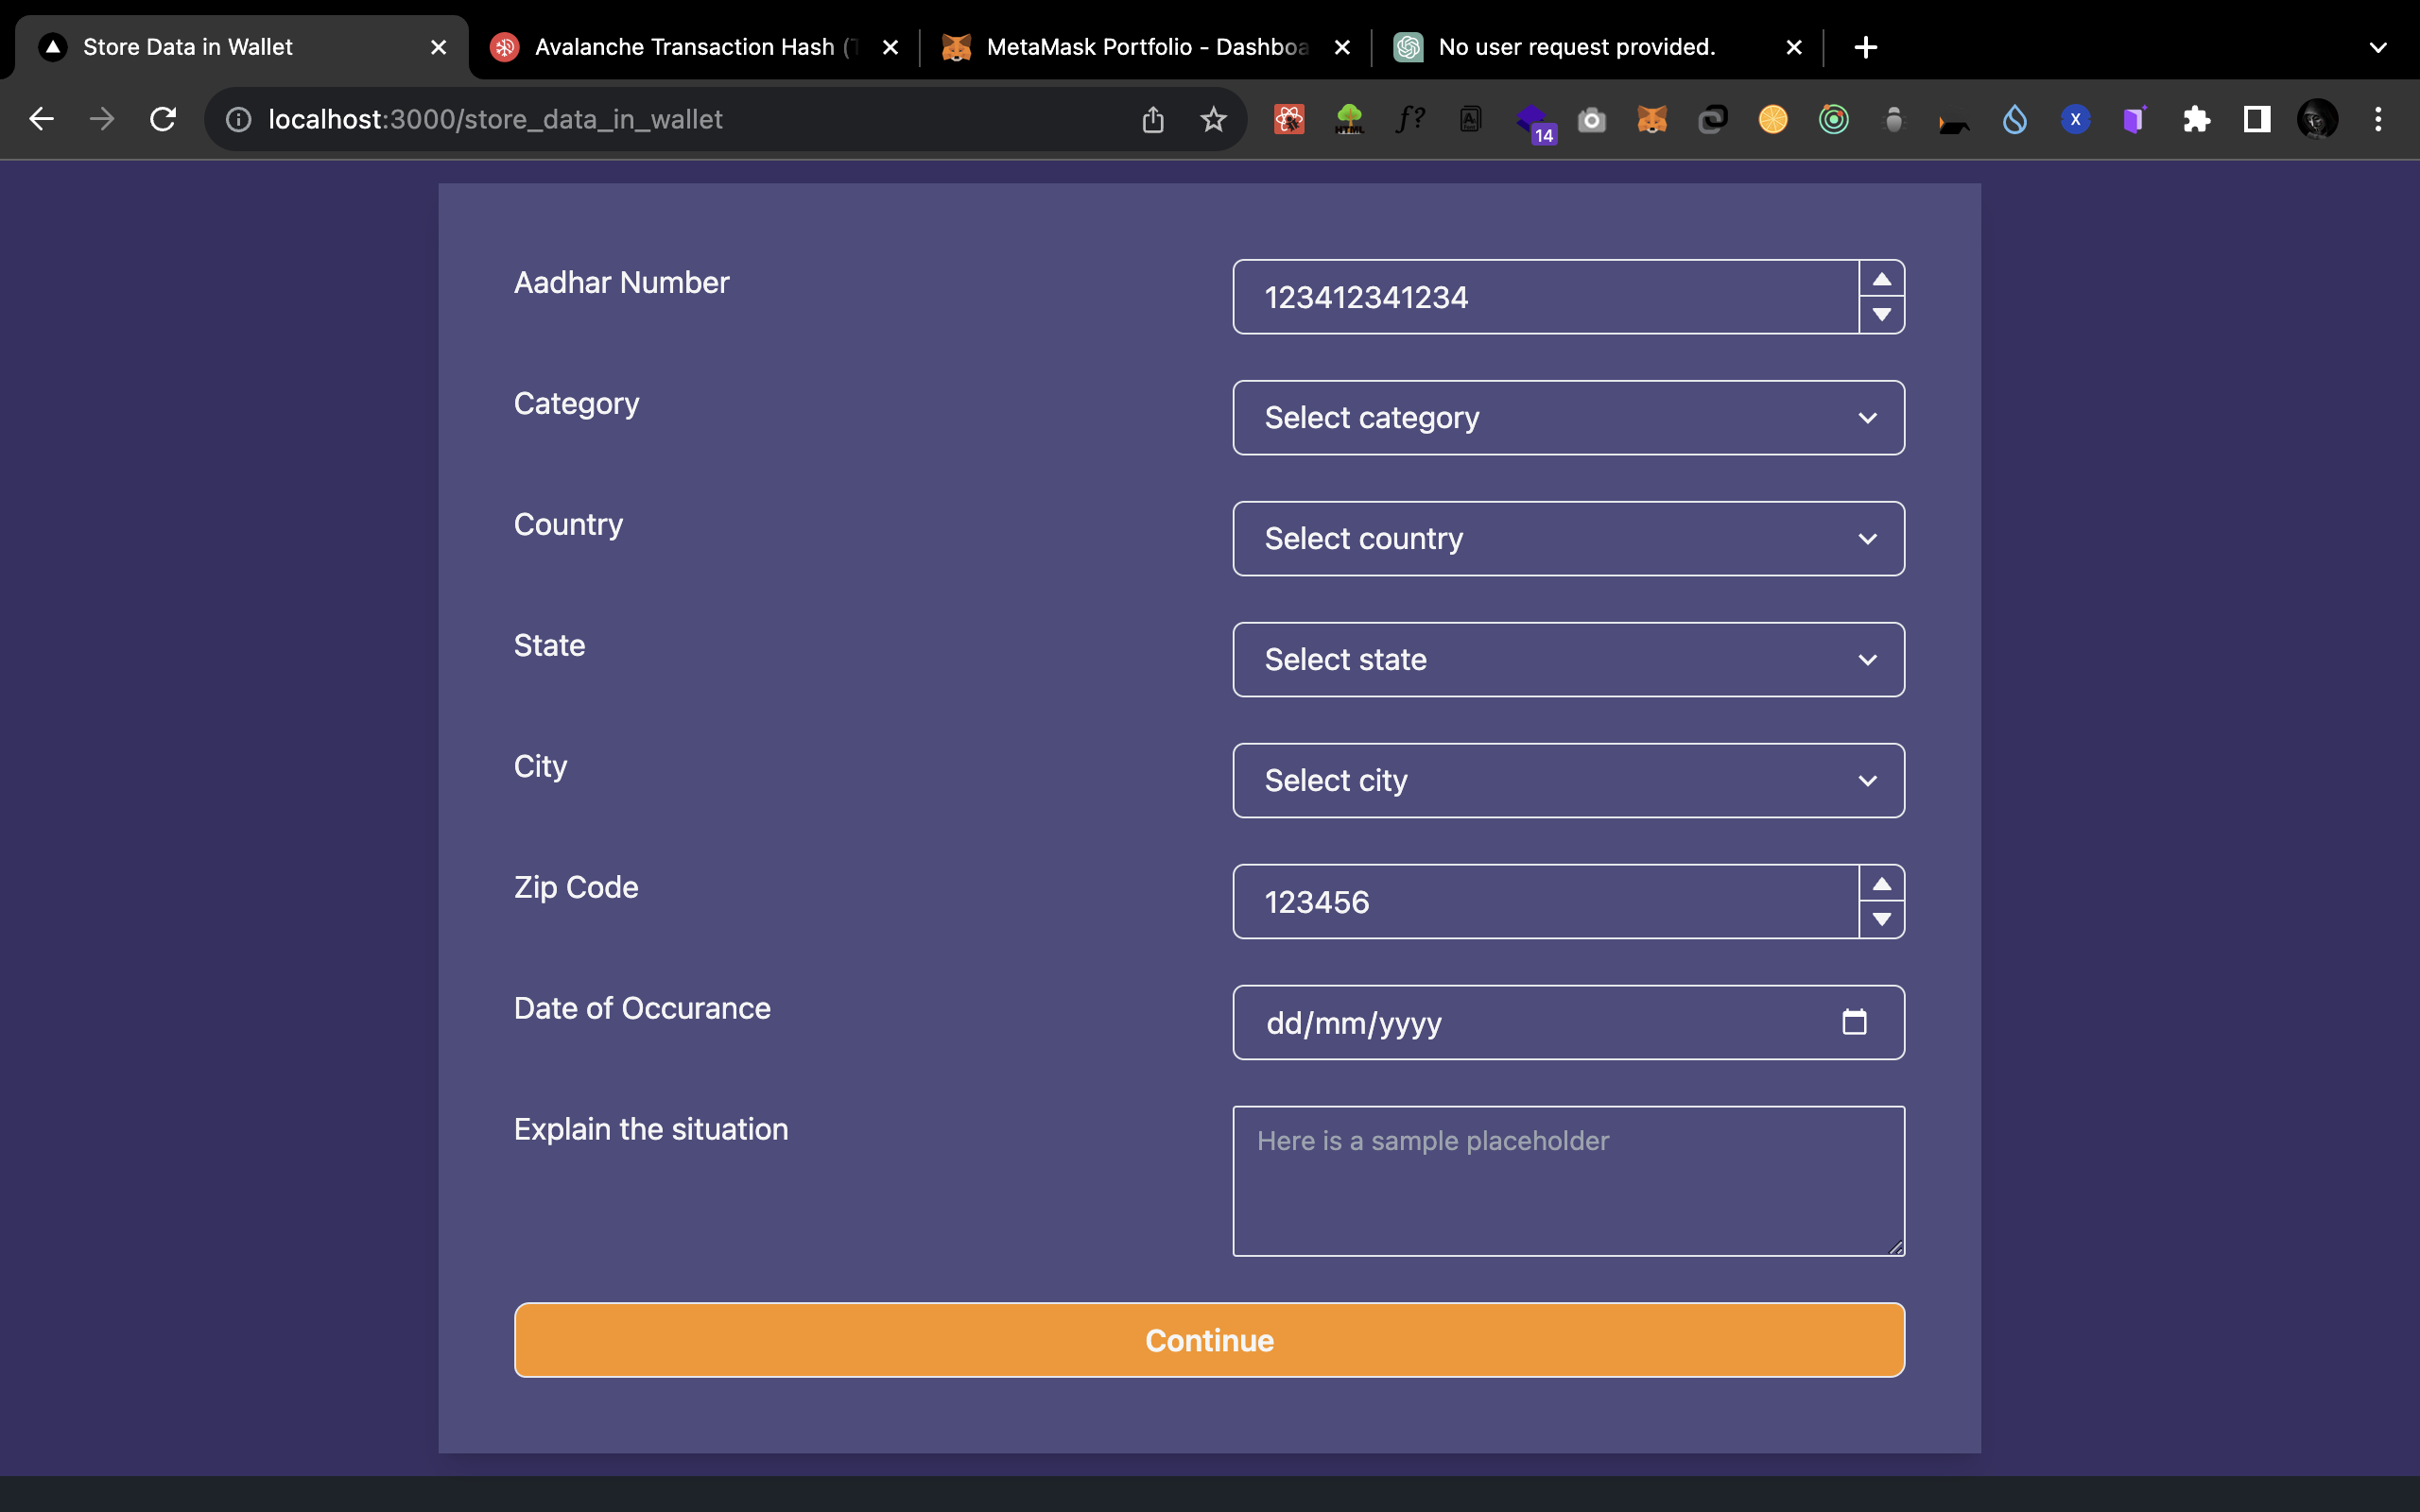 Store Data in Wallet
Avalanche Transaction Hash (T
MetaMask Portfolio - Dashboa
No user request provided.
localhost:3000/store_data_in_wallet
HTML
f?
14
X
Aadhar Number
123412341234
Category
Select category
Country
Select country
State
Select state
City
Select city
Zip Code
123456
Date of Occurance
dd/mm/yyyy
Explain the situation
Here is a sample placeholder
Continue